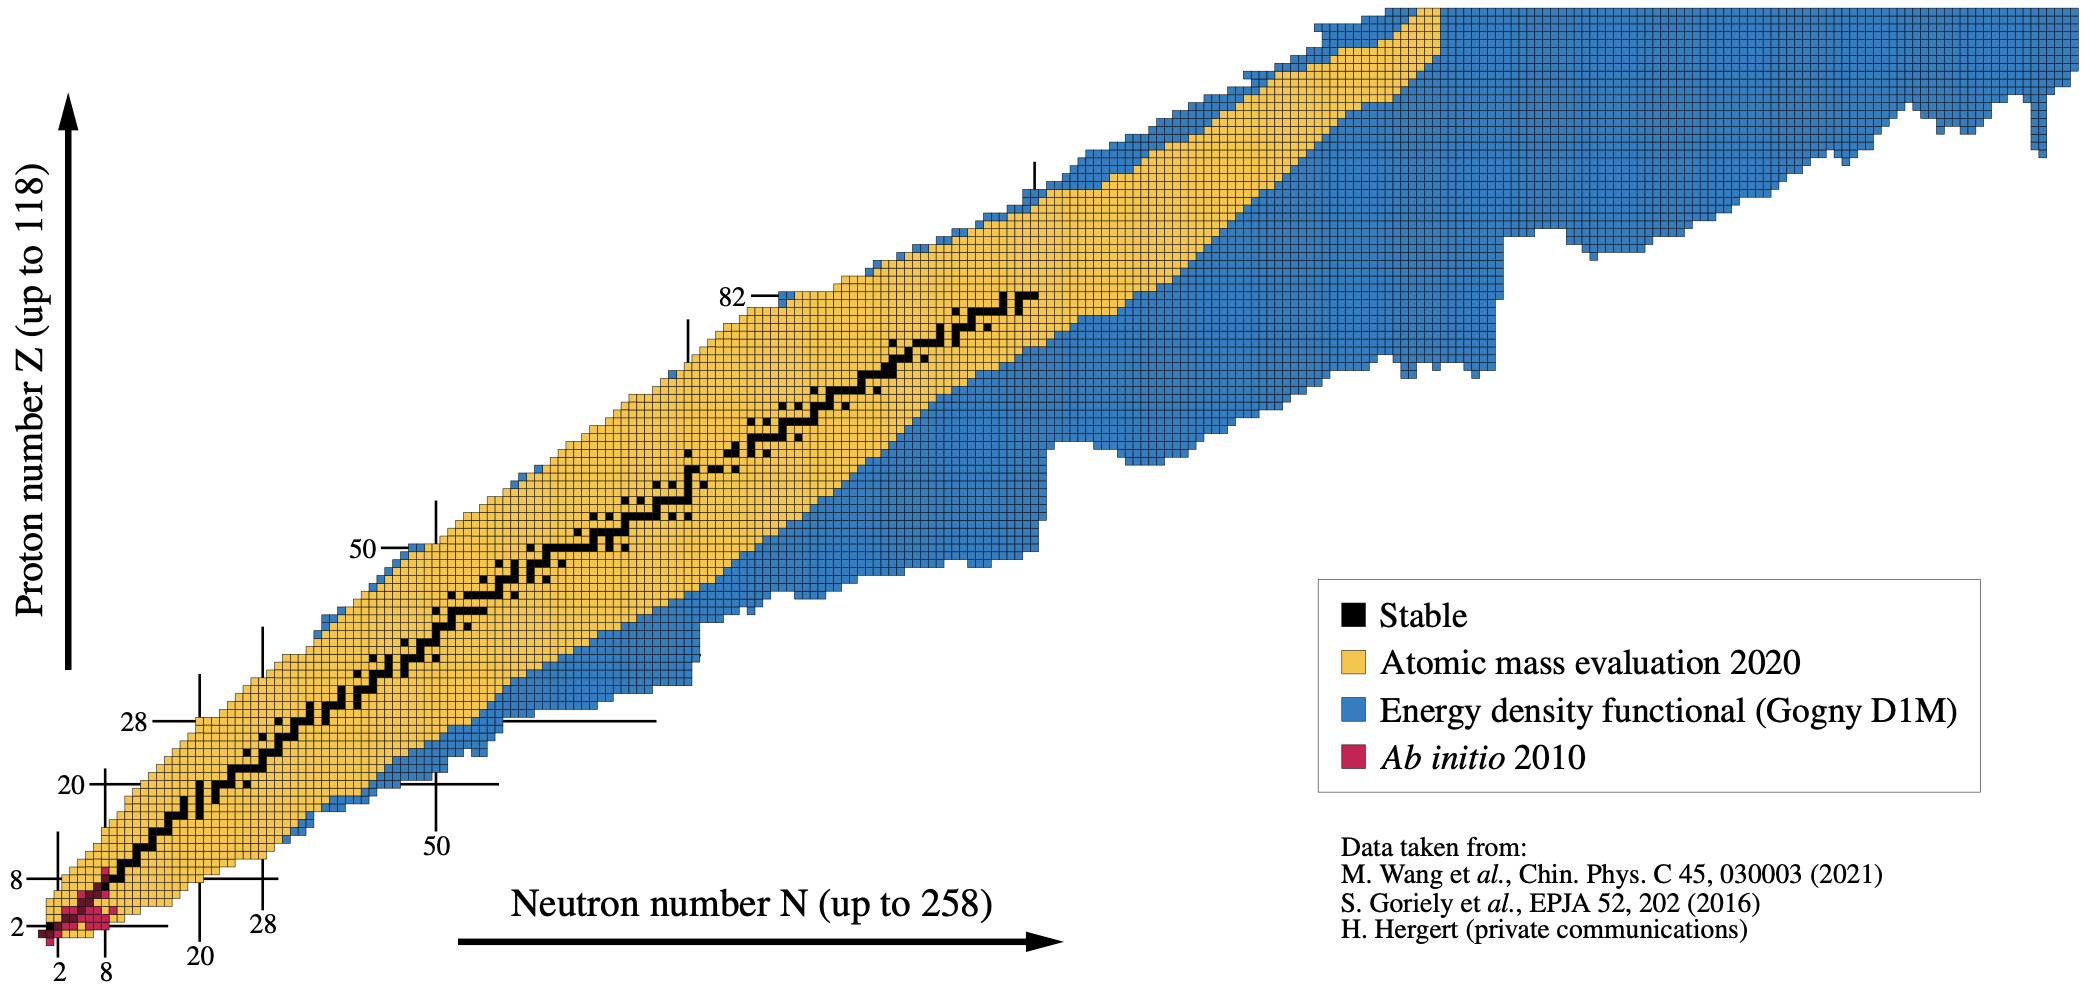 Proton number Z (up to 118)
82
50
28
20
8
2
2
8
20
28
50
Neutron number N (up to 258)
Stable
Atomic mass evaluation 2020
Energy density functional (Gogny D1M)
Ab initio 2010
Data taken from:
M. Wang et al., Chin. Phys. C 45, 030003 (2021)
S. Goriely et al., EPJA 52, 202 (2016)
H. Hergert (private communications)